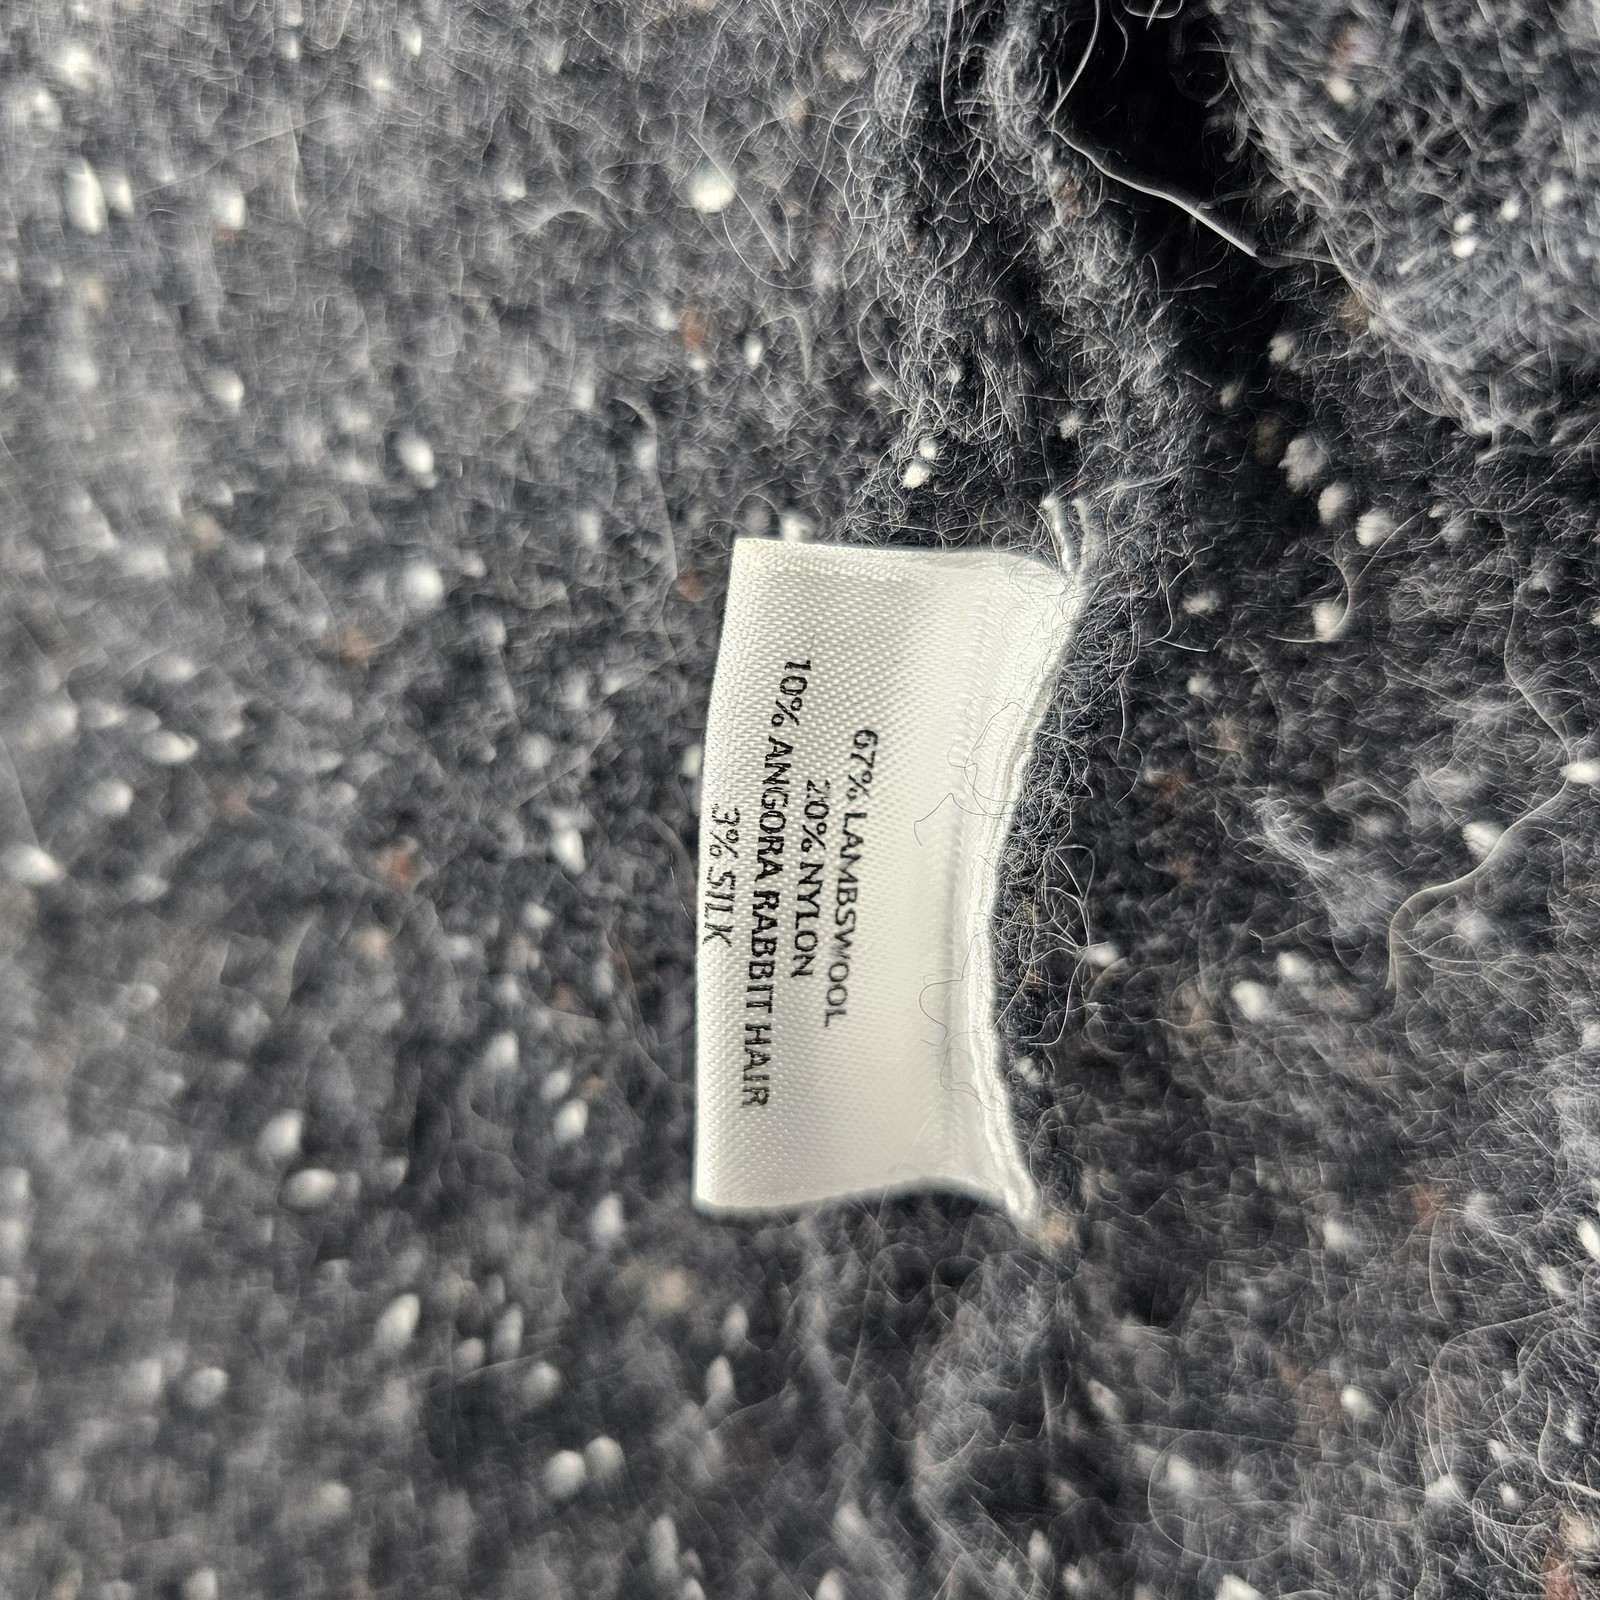 67% LAMBSWOOL
20% NYLON
10% ANGORA RABBIT HAIR
3% SILK